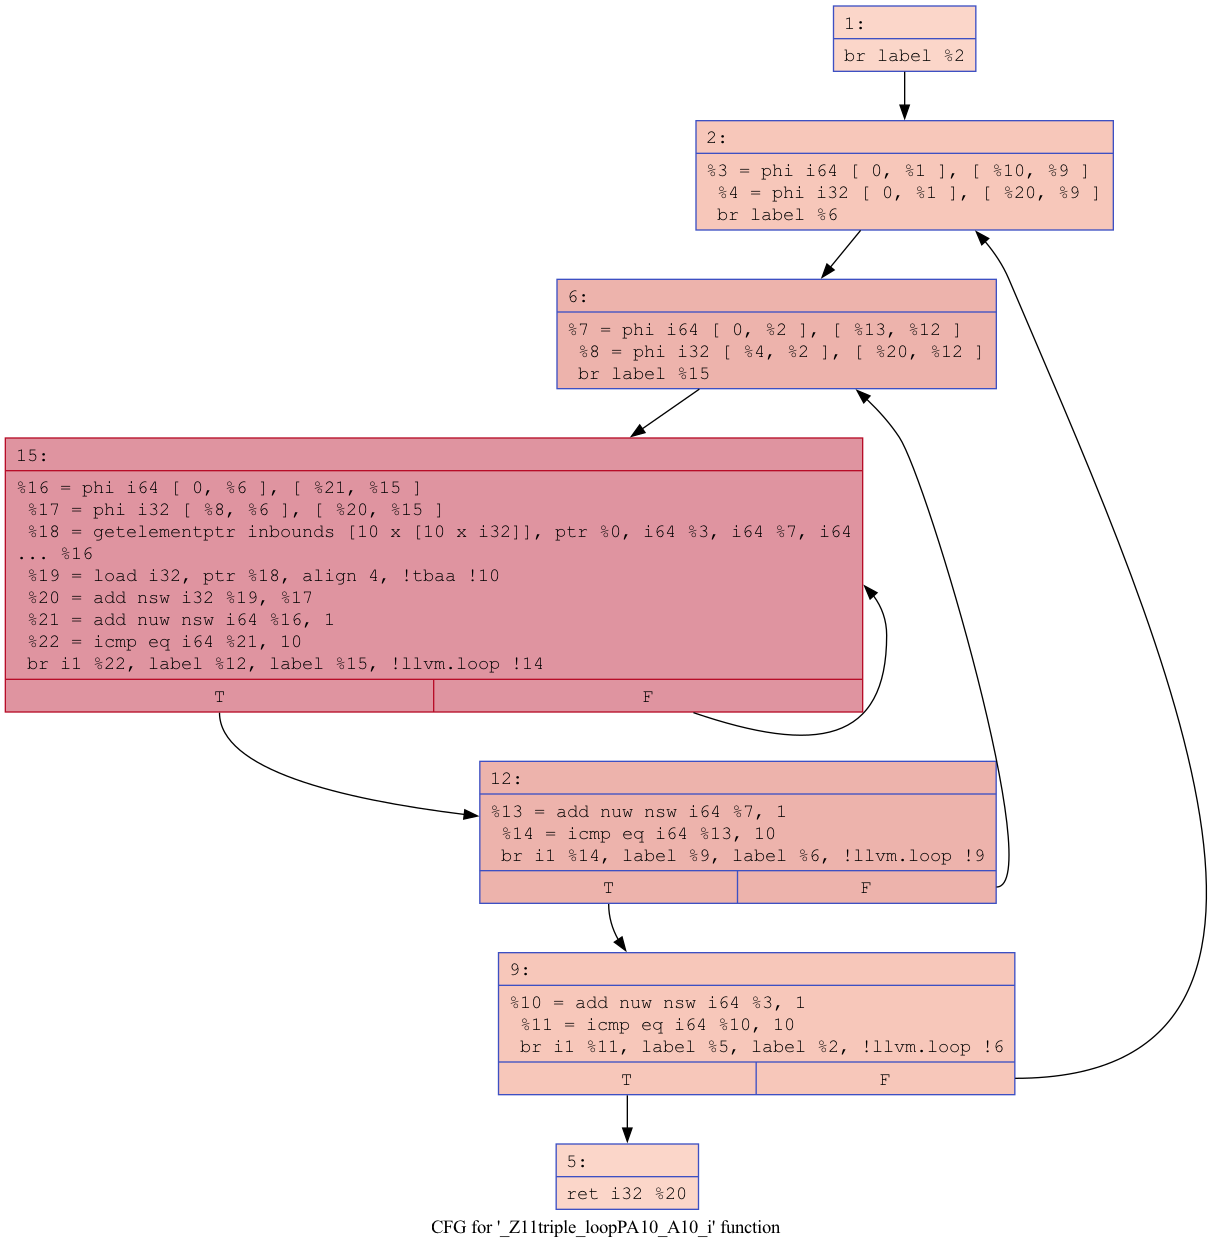 1:
br label %2
2:
%3 = phi i64 [ 0, %1 ], [ %10, %9 ]
%4 = phi i32 [ 0, %1 ], [ %20, %9 ]
br label %6
6:
%7 = phi i64 [ 0, %2 ], [ %13, %12 ]
%8 = phi i32 [ %4, %2 ], [ %20, %12 ]
br label %15
15:
%16 = phi i64 [ 0, %6 ], [ %21, %15 ]
%17 = phi i32 [ %8, %6 ], [ %20, %15 ]
%18 = getelementptr inbounds [10 x [10 x i32]], ptr %0, i64 %3, i64 %7, i64
... %16
%19 = load i32, ptr %18, align 4, !tbaa !10
%20 = add nsw i32 %19, %17
%21 = add nuw nsw i64 %16, 1
%22 = icmp eq i64 %21, 10
br i1 %22, label %12, label %15, !llvm.loop !14
T F
12:
%13 = add nuw nsw i64 %7, 1
%14 = icmp eq i64 %13, 10
br i1 %14, label %9, label %6, !llvm.loop !9
T F
9:
%10 = add nuw nsw i64 %3, 1
%11 = icmp eq i64 %10, 10
br i1 %11, label %5, label %2, !llvm.loop !6
T F
5:
ret i32 %20
CFG for '_Z11triple_loopPA10_A10_i' function